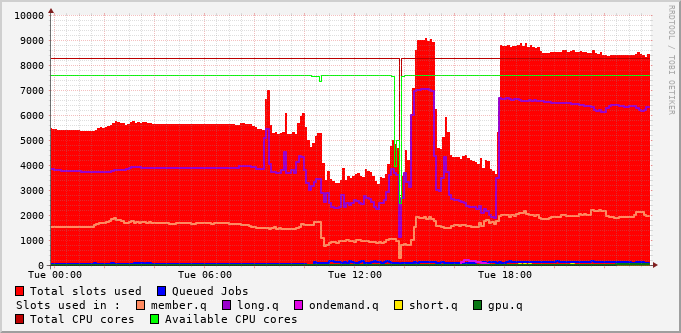 10000
9000
8000
7000
6000
5000
4000
3000
2000
1000
0
Tue 00:00 Tue 06:00 Tue 12:00 Tue 18:00
Total slots used Queued Jobs
Slots used in : member.q long.q ondemand.q short.q gpu.q
Total CPU cores Available CPU cores
RRDTOOL / TOBI OETIKER